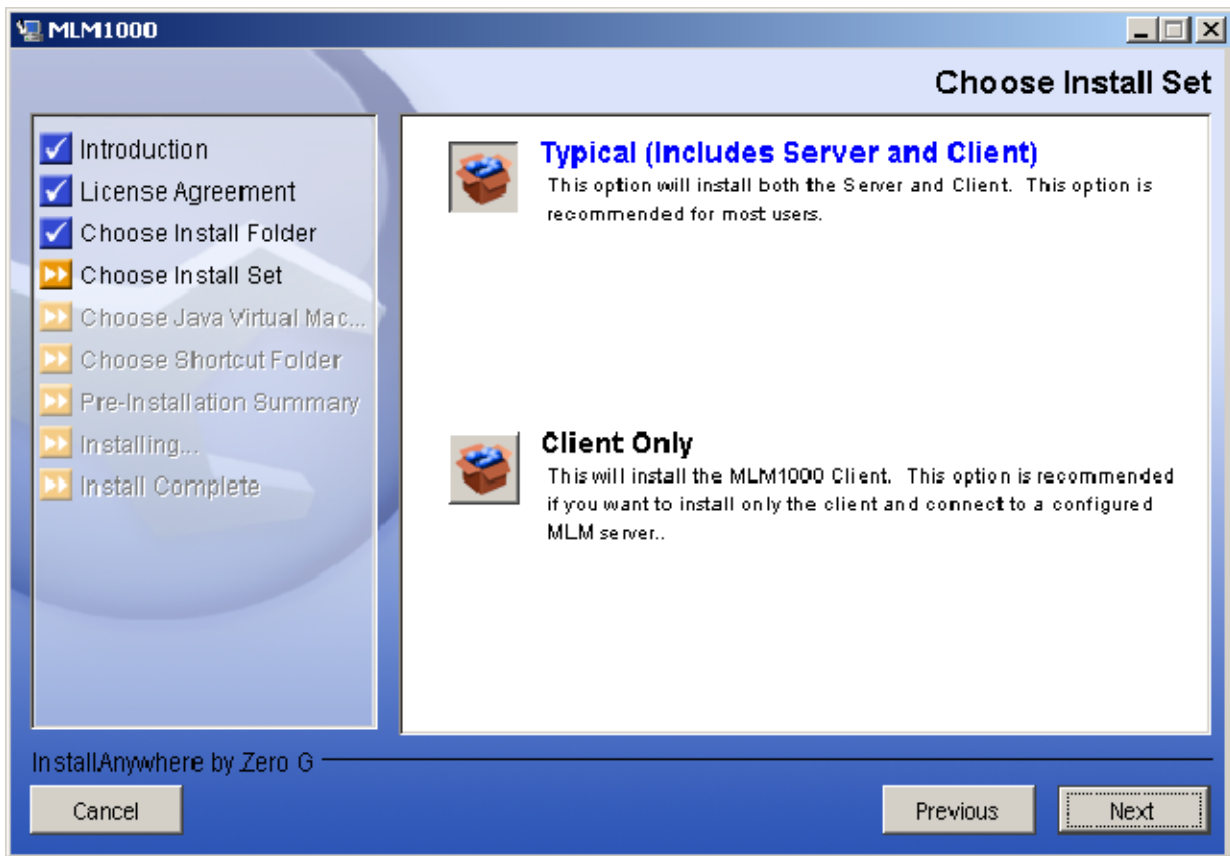 MLM1000
Choose Install Set
Introduction
License Agreement
Choose Install Folder
Choose Install Set
Choose Java Virtual Mac...
Choose Shortcut Folder
Pre-Installation Summary
Installing...
Install Complete
Typical (Includes Server and Client)
This option will install both the Server and Client. This option is
recommended for most users.
Client Only
This will install the MLM1000 Client. This option is recommended
if you want to install only the client and connect to a configured
MLM server..
InstallAnywhere by Zero G
Cancel
Previous
Next